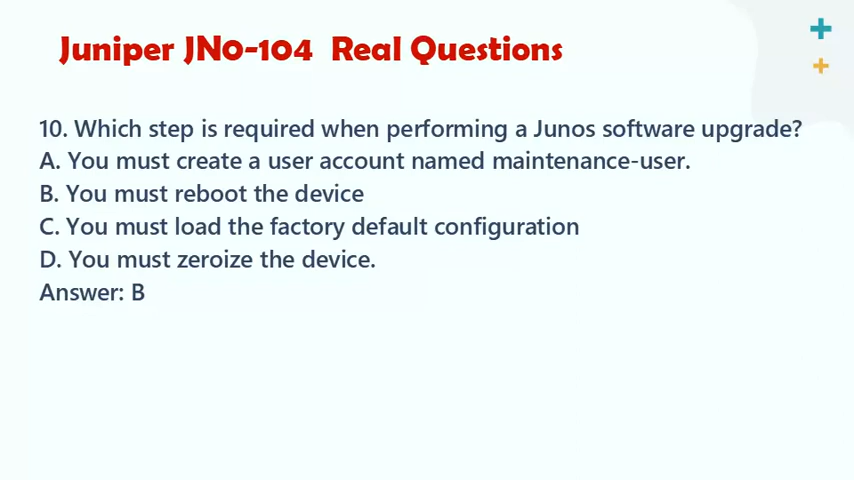 Juniper JN0-104 Real Questions
10. Which step is required when performing a Junos software upgrade?
A. You must create a user account named maintenance-user.
B. You must reboot the device
C. You must load the factory default configuration
D. You must zeroize the device.
Answer: B